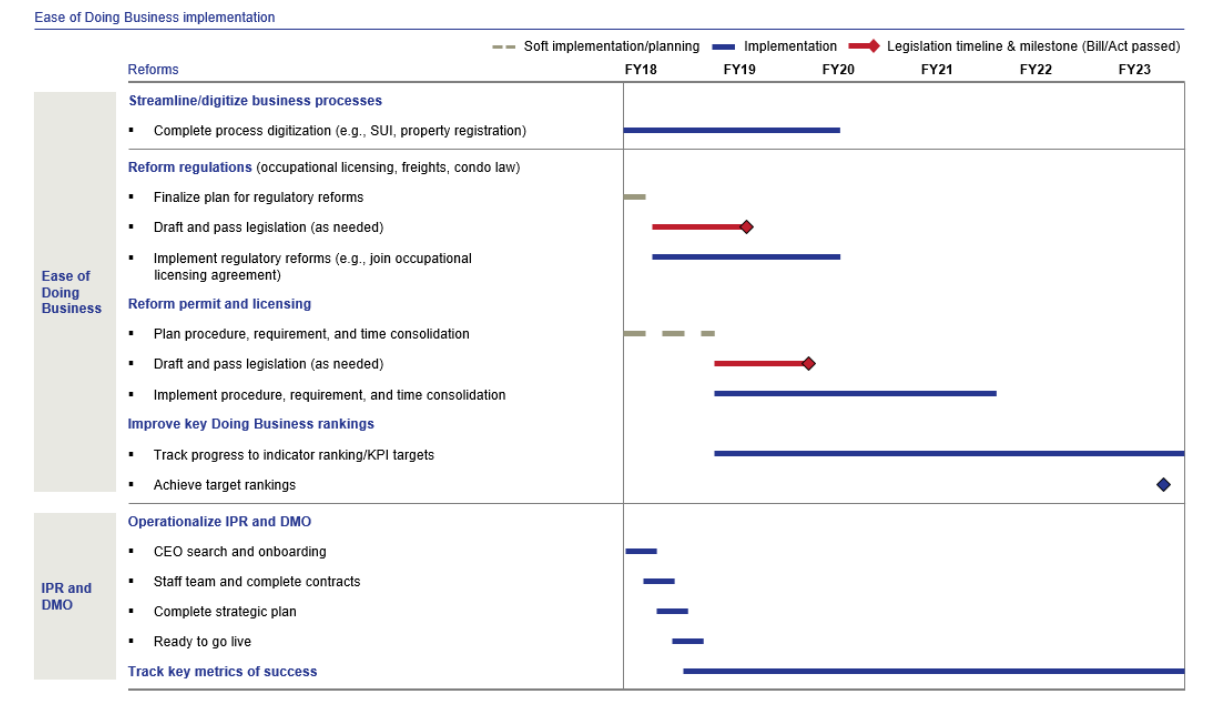 Ease of Doing Business implementation
Soft implementation/planning Implementation Legislation timeline & milestone (Bill/Act passed)
Reforms FY18 FY19 FY20 FY21 FY22 FY23
Streamline/digitize business processes
▪ Complete process digitization (e.g., SUI, property registration)
Reform regulations (occupational licensing, freights, condo law)
▪ Finalize plan for regulatory reforms
▪ Draft and pass legislation (as needed)
▪ Implement regulatory reforms (e.g., join occupational
licensing agreement)
Ease of
Doing
Business
Reform permit and licensing
▪ Plan procedure, requirement, and time consolidation
▪ Draft and pass legislation (as needed)
▪ Implement procedure, requirement, and time consolidation
Improve key Doing Business rankings
▪ Track progress to indicator ranking/KPI targets
▪ Achieve target rankings
Operationalize IPR and DMO
▪ CEO search and onboarding
▪ Staff team and complete contracts
IPR and
DMO
▪ Complete strategic plan
▪ Ready to go live
Track key metrics of success